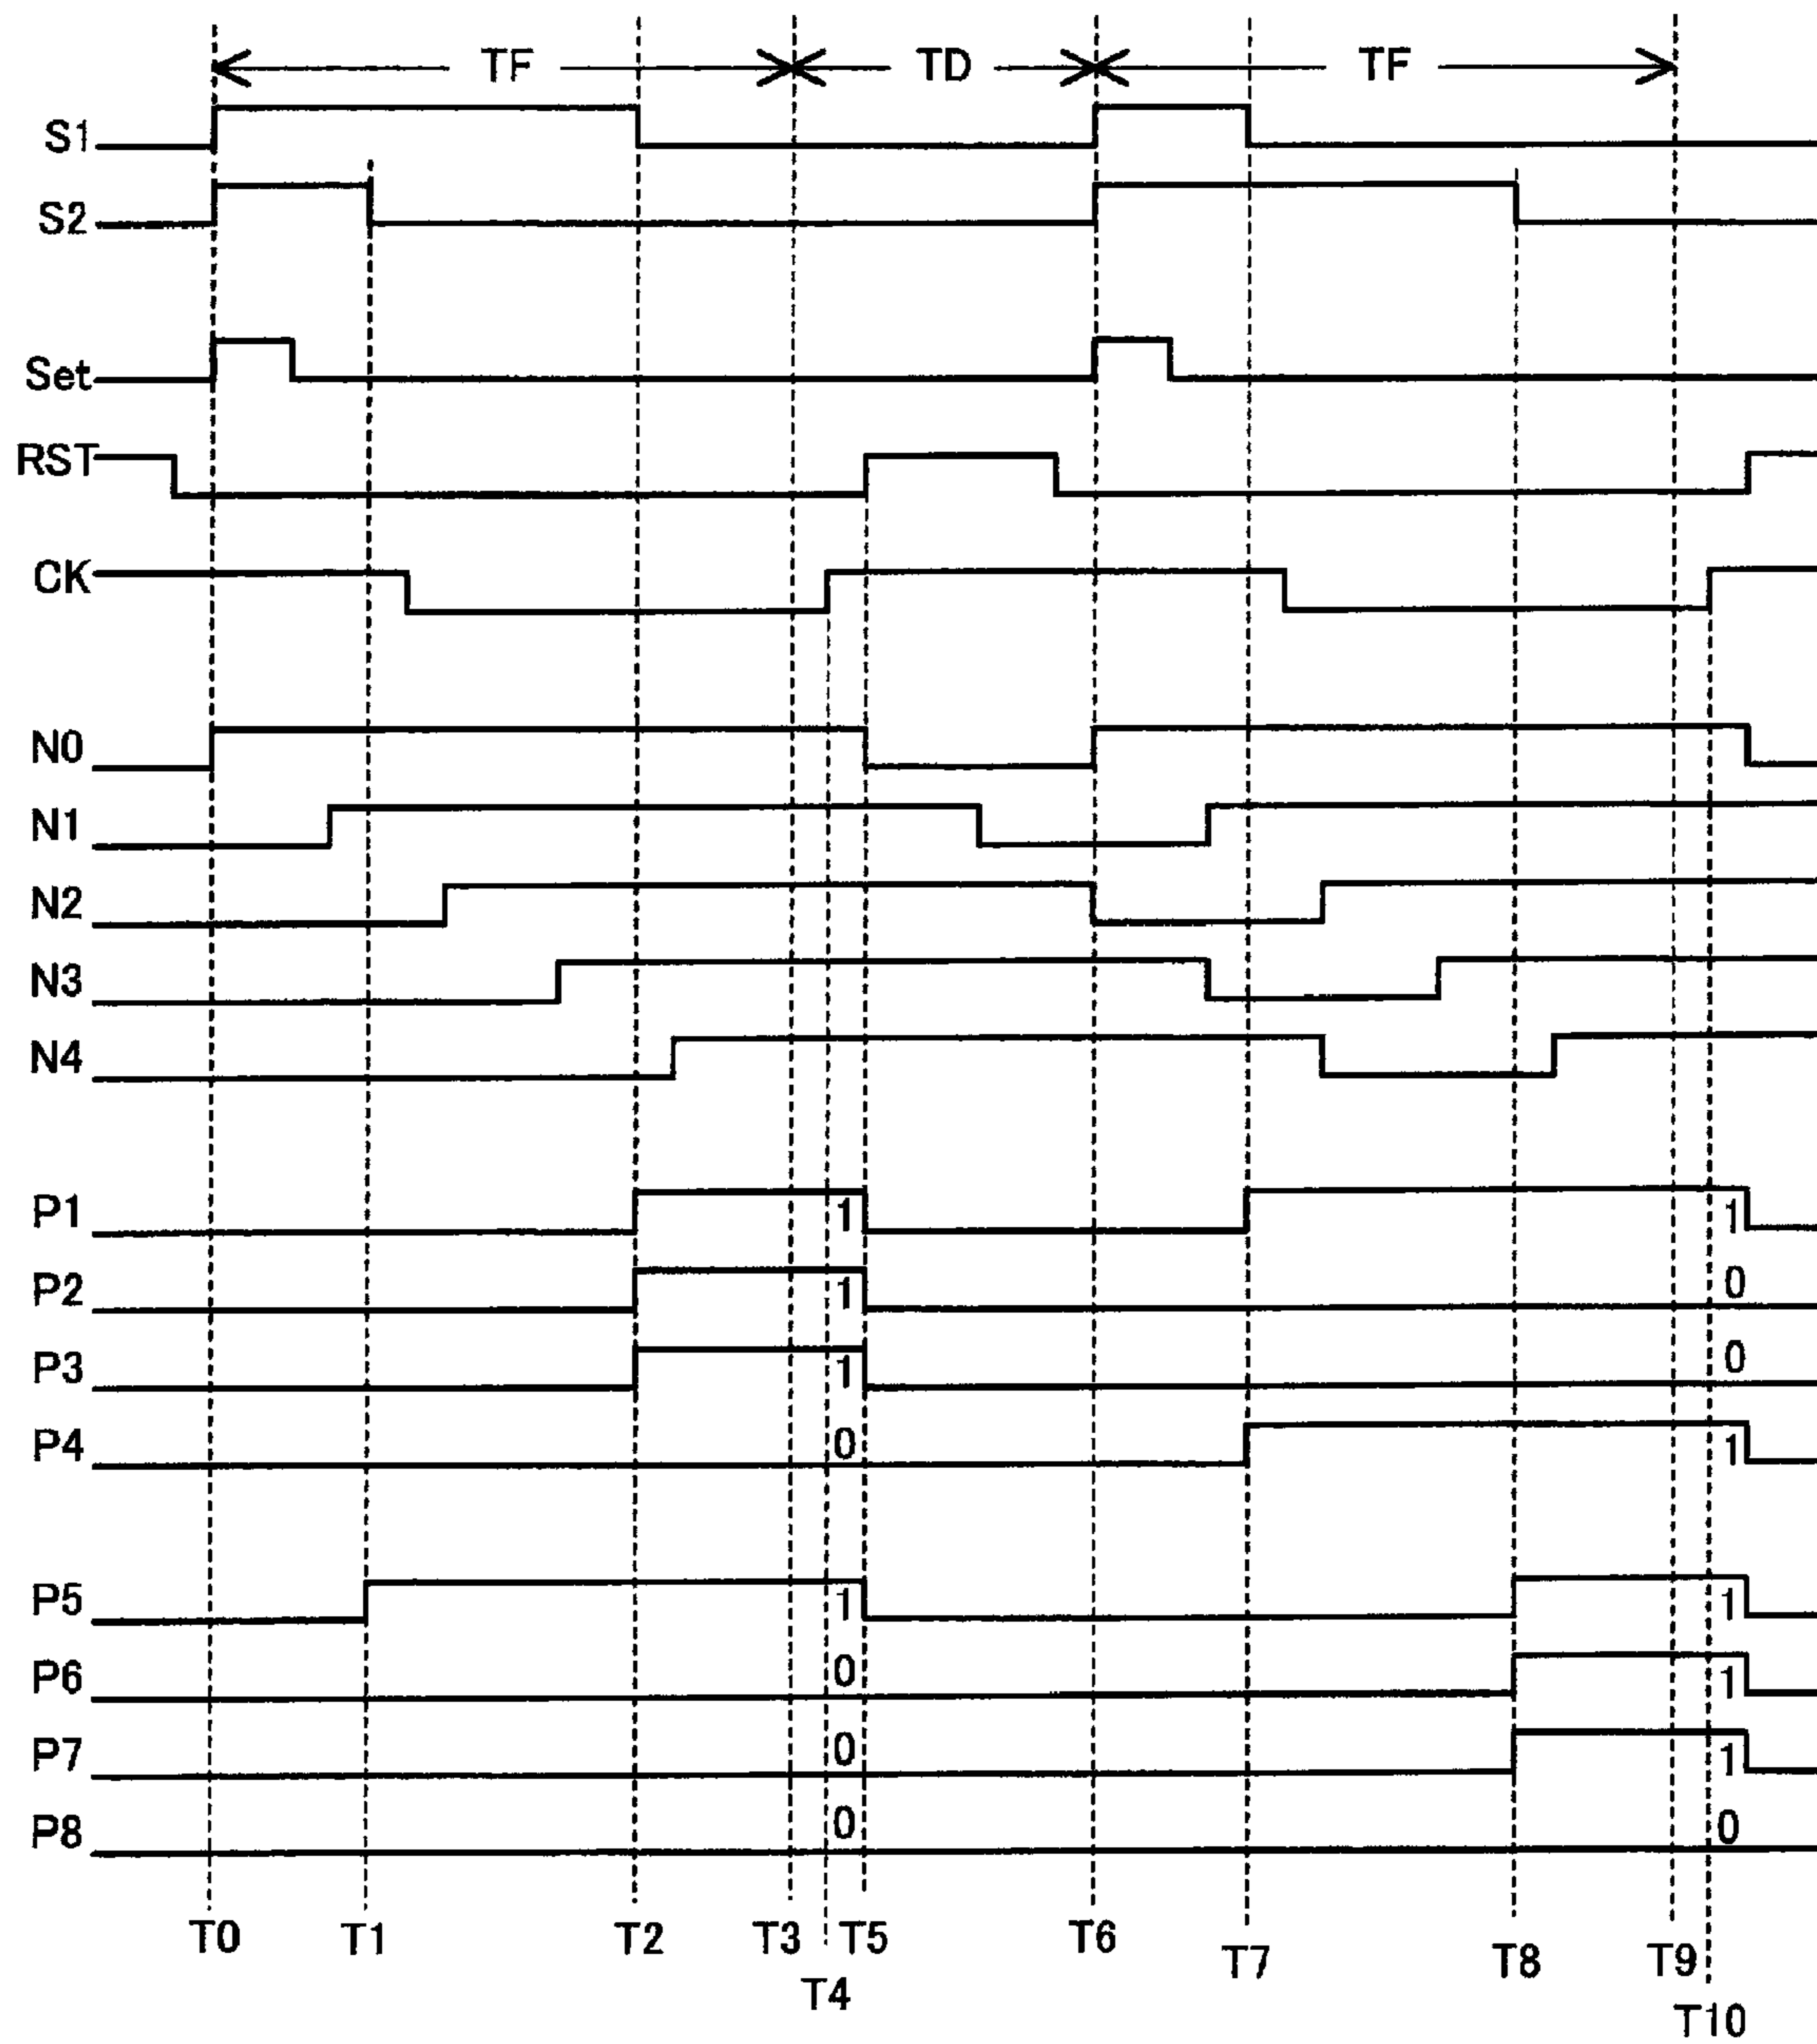 TF TD TF
S1
S2
Set
RST
CK
N0
N1
N2
N3
N4
P1 1 1
P2 1 0
P3 1 0
P4 0 1
P5 1 1
P6 0 1
P7 0 1
P8 0 0
T0 T1 T2 T3 T5 T6 T7 T8 T9
T4 T10